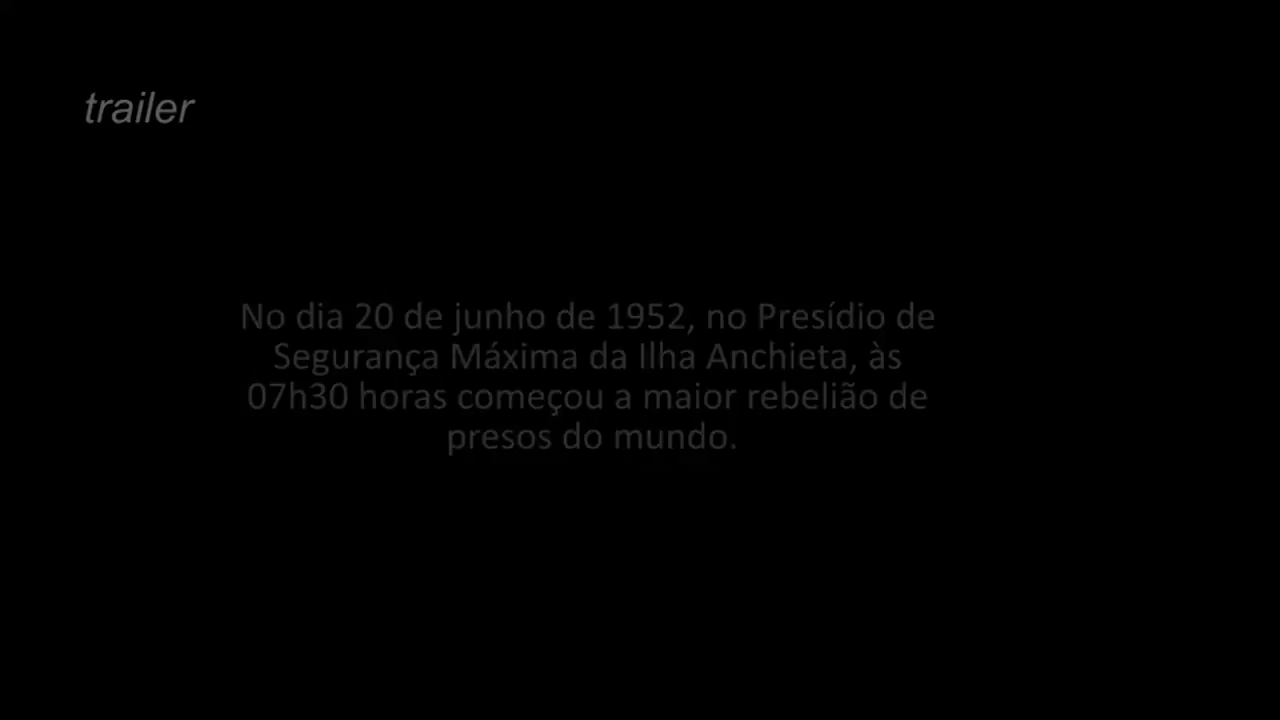 trailer
No dia 20 de junho de 1952, no Presídio de
Segurança Máxima da Ilha Anchieta, às
07h30 horas começou a maior rebelião de
presos do mundo.